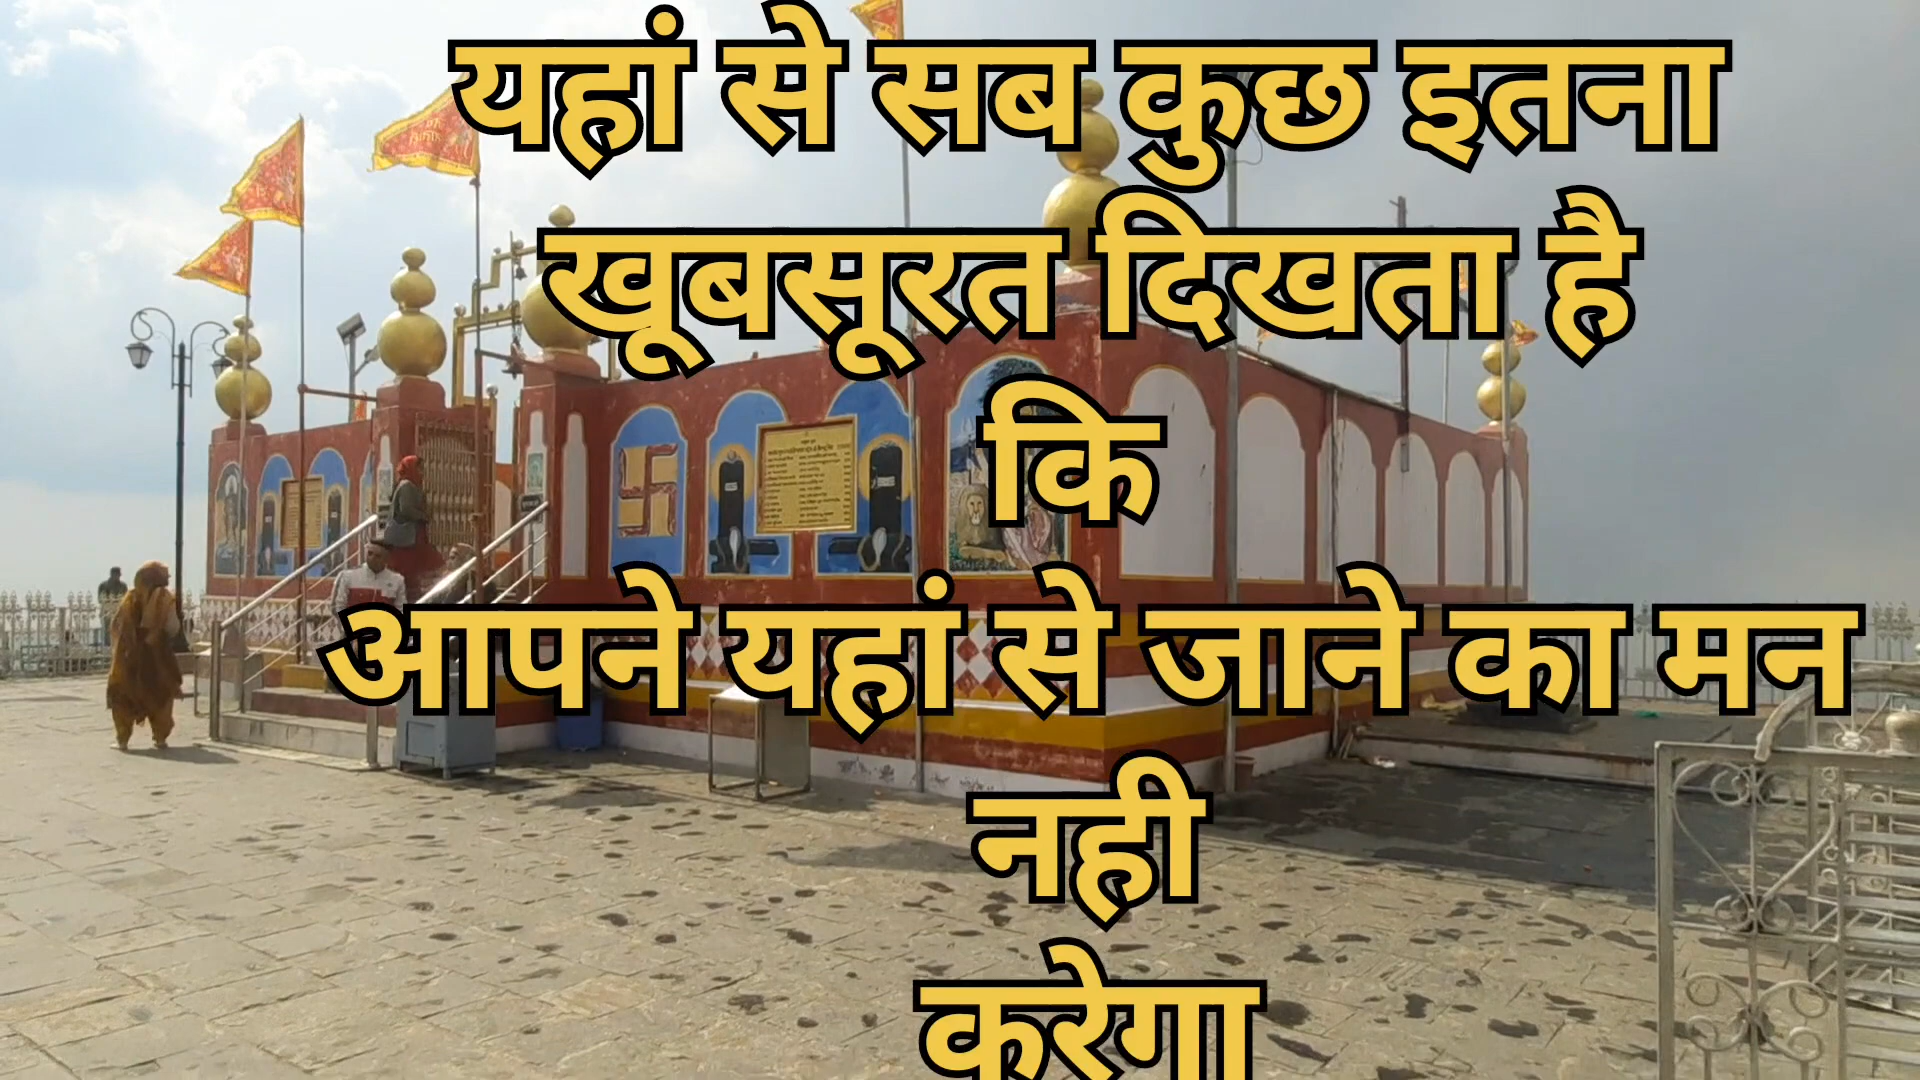 यहां से सब कुछ इतना
खूबसूरत दिखता है
कि
आपने यहां से जाने का मन
नही
करेगा